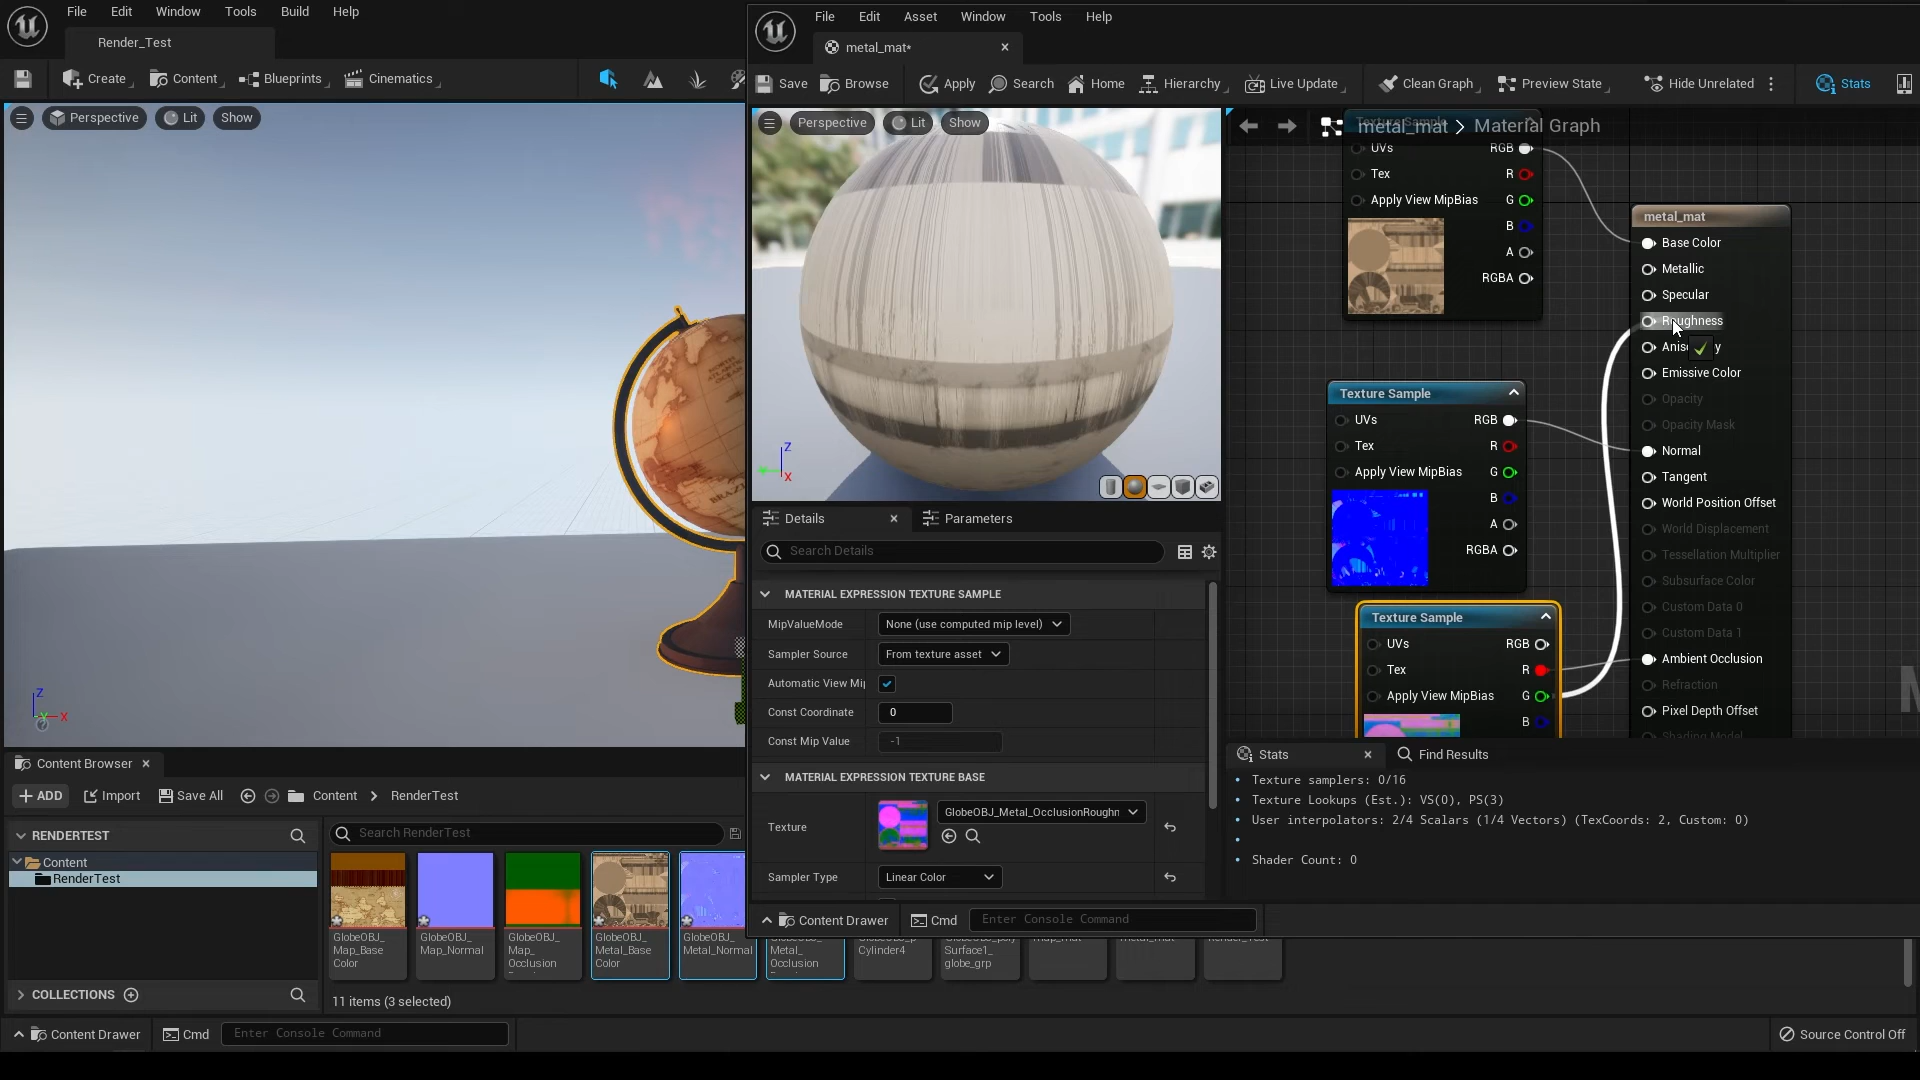 File Edit Window Tools Build Help
Render_Test
Create Content Blueprints Cinematics
Perspective Lit Show
File Edit Asset Window Tools Help
metal_mat*
Save Browse Apply Search Home Hierarchy Live Update Clean Graph Preview State Hide Unrelated Stats
Perspective Lit Show
metal_mat > Material Graph
UVs RGB
Tex R
Apply View MipBias G
B
A
RGBA
metal_mat
Base Color
Metallic
Specular
Roughness
Emissive Color
Opacity
Opacity Mask
Normal
Tangent
World Position Offset
World Displacement
Tessellation Multiplier
Subsurface Color
Custom Data 0
Custom Data 1
Ambient Occlusion
Refraction
Pixel Depth Offset
Shading Model
Texture Sample
UVs RGB
Tex R
Apply View MipBias G
B
A
RGBA
Texture Sample
UVs RGB
Tex R
Apply View MipBias G
B
Z
X
Details Parameters
Search Details
MATERIAL EXPRESSION TEXTURE SAMPLE
MipValueMode None (use computed mip level)
Sampler Source From texture asset
Automatic View Mip
Const Coordinate 0
Const Mip Value -1
MATERIAL EXPRESSION TEXTURE BASE
Texture GlobeOBJ_Metal_OcclusionRoughn
Sampler Type Linear Color
Stats Find Results
Texture samplers: 0/16
Texture Lookups (Est.): VS(0), PS(3)
User interpolators: 2/4 Scalars (1/4 Vectors) (TexCoords: 2, Custom: 0)
Shader Count: 0
Content Drawer Cmd Enter Console Command
Z
Y X
Content Browser
ADD Import Save All Content > RenderTest
RENDERTEST
Content
RenderTest
COLLECTIONS
Search RenderTest
GlobeOBJ_
Map_Base
Color
GlobeOBJ_
Map_Normal
GlobeOBJ_
Map_
Occlusion
GlobeOBJ_
Metal_Base
Color
GlobeOBJ_
Metal_Normal
GlobeOBJ_
Metal_
Occlusion
GlobeOBJ_p
Cylinder4
GlobeOBJ_poly
Surface1_
globe_grp
11 items (3 selected)
Content Drawer Cmd Enter Console Command
Source Control Off